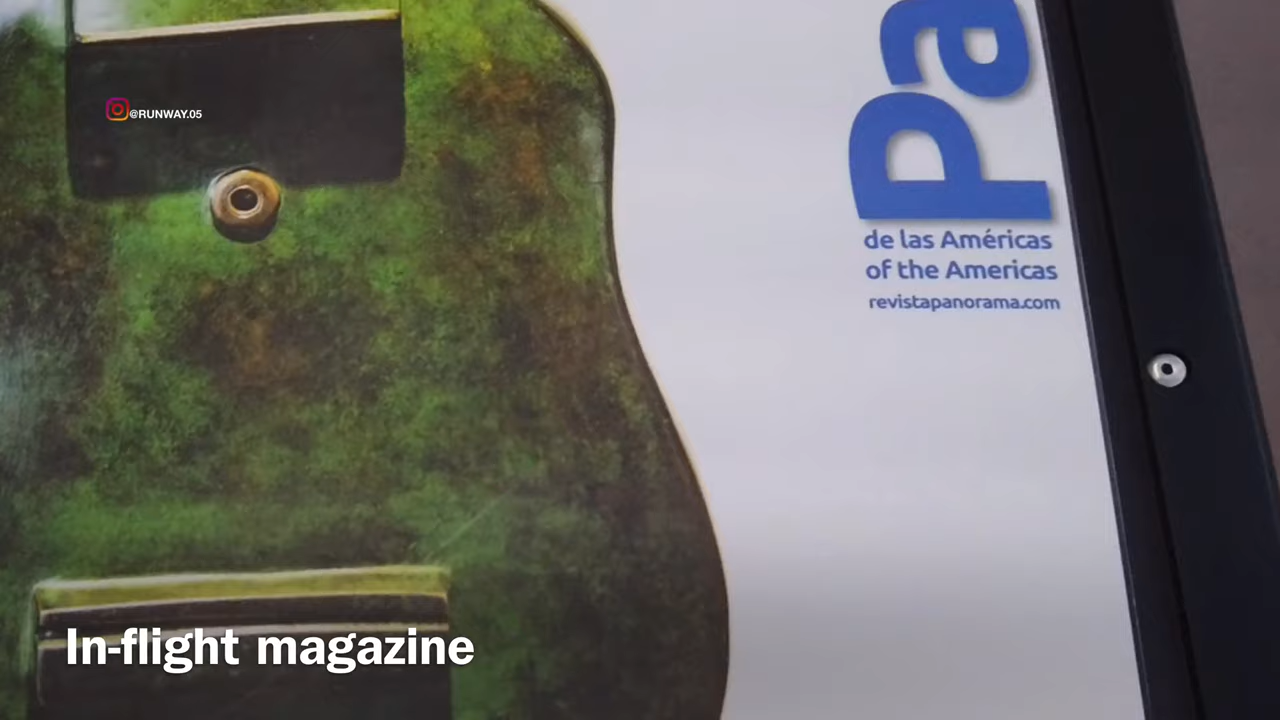 @RUNWAY.05
Pa
de las Américas
of the Americas
revistapanorama.com
In-flight magazine